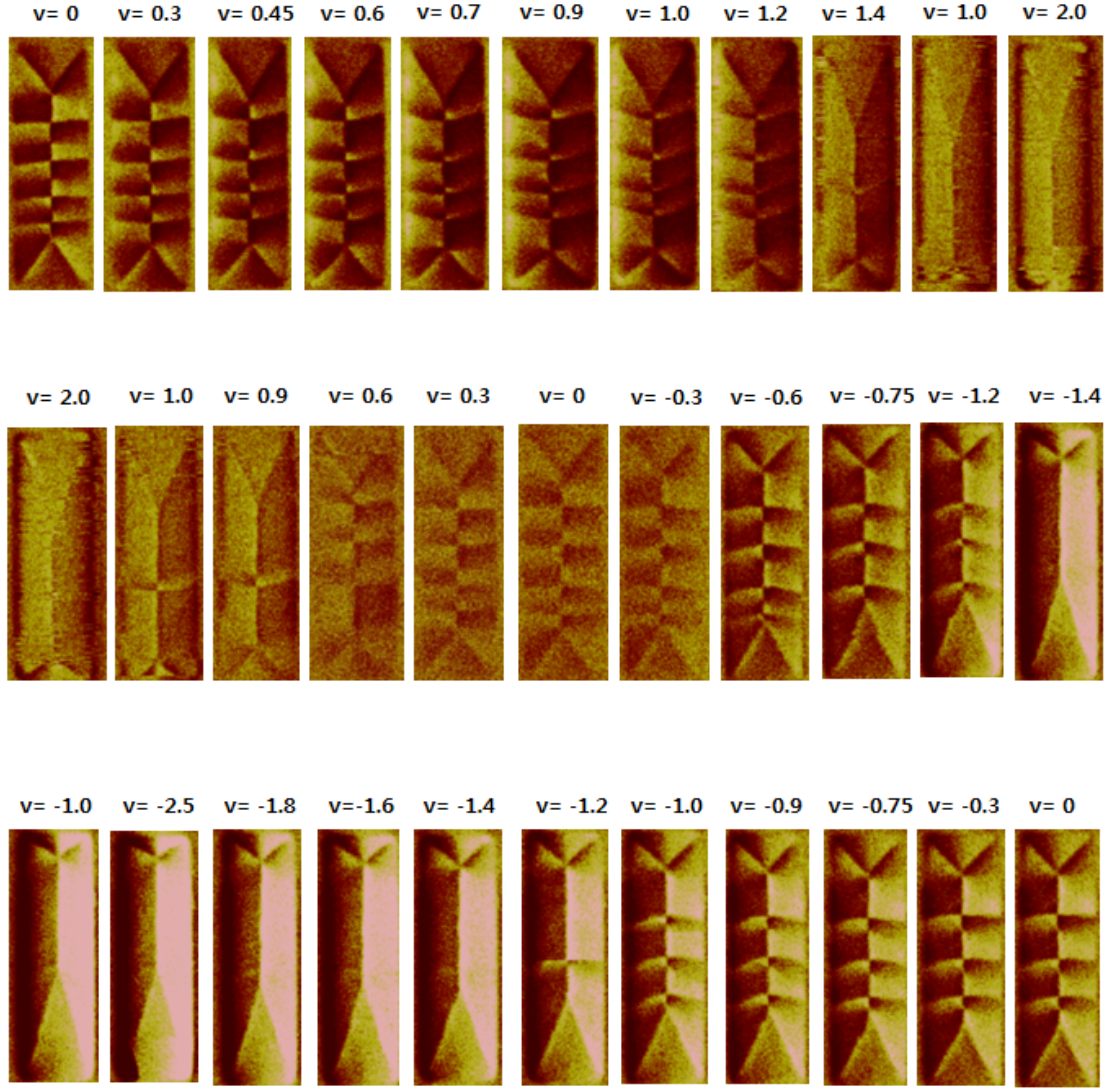 v= 0 v= 0.3 v= 0.45 v= 0.6 v= 0.7 v= 0.9 v= 1.0 v= 1.2 v= 1.4 v= 1.0 v= 2.0
v= 2.0 v= 1.0 v= 0.9 v= 0.6 v= 0.3 v= 0 v= -0.3 v= -0.6 v= -0.75 v= -1.2 v= -1.4
v= -1.0 v= -2.5 v= -1.8 v=-1.6 v= -1.4 v= -1.2 v= -1.0 v= -0.9 v= -0.75 v= -0.3 v= 0